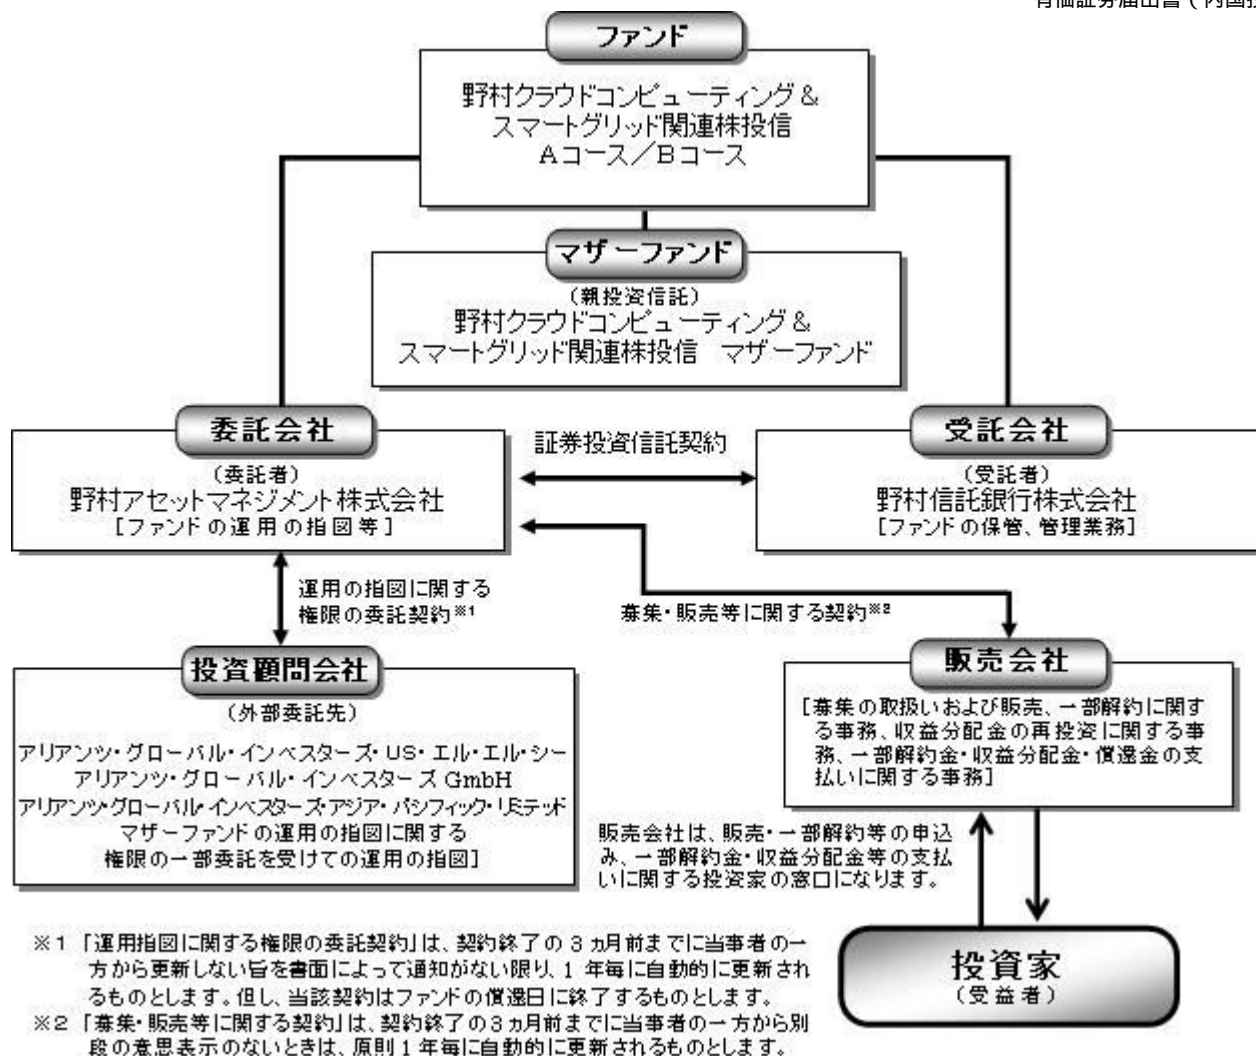 ファンド
野村クラウドコンピューティング&
スマートグリッド関連株投信
Aコース/Bコース
マザーファンド
(親投資信託)
野村クラウドコンピューティング&
スマートグリッド関連株投信 マザーファンド
委託会社
(委託者)
野村アセットマネジメント株式会社
[ファンドの運用の指図等]
証券投資信託契約
受託会社
(受託者)
野村信託銀行株式会社
[ファンドの保管、管理業務]
運用の指図に関する
権限の委託契約※1
募集・販売等に関する契約※2
投資顧問会社
(外部委託先)
アリアンツ・グローバル・インベスターズ・US・エル・エル・シー
アリアンツ・グローバル・インベスターズ GmbH
アリアンツ・グローバル・インベスターズ・アジア・パシフィック・リミテッド
マザーファンドの運用の指図に関する
権限の一部委託を受けての運用の指図]
販売会社
[募集の取扱いおよび販売、一部解約に関す
る事務、収益分配金の再投資に関する事
務、一部解約金・収益分配金・償還金の支
払いに関する事務]
販売会社は、販売・一部解約等の申込
み、一部解約金・収益分配金等の支払
いに関する投資家の窓口になります。
投資家
(受益者)
※1 「運用指図に関する権限の委託契約」は、契約終了の3ヵ月前までに当事者の一
方から更新しない旨を書面によって通知がない限り、1年毎に自動的に更新され
るものとします。但し、当該契約はファンドの償還日に終了するものとします。
※2 「募集・販売等に関する契約」は、契約終了の3ヵ月前までに当事者の一方から別
段の意思表示のないときは、原則1年毎に自動的に更新されるものとします。